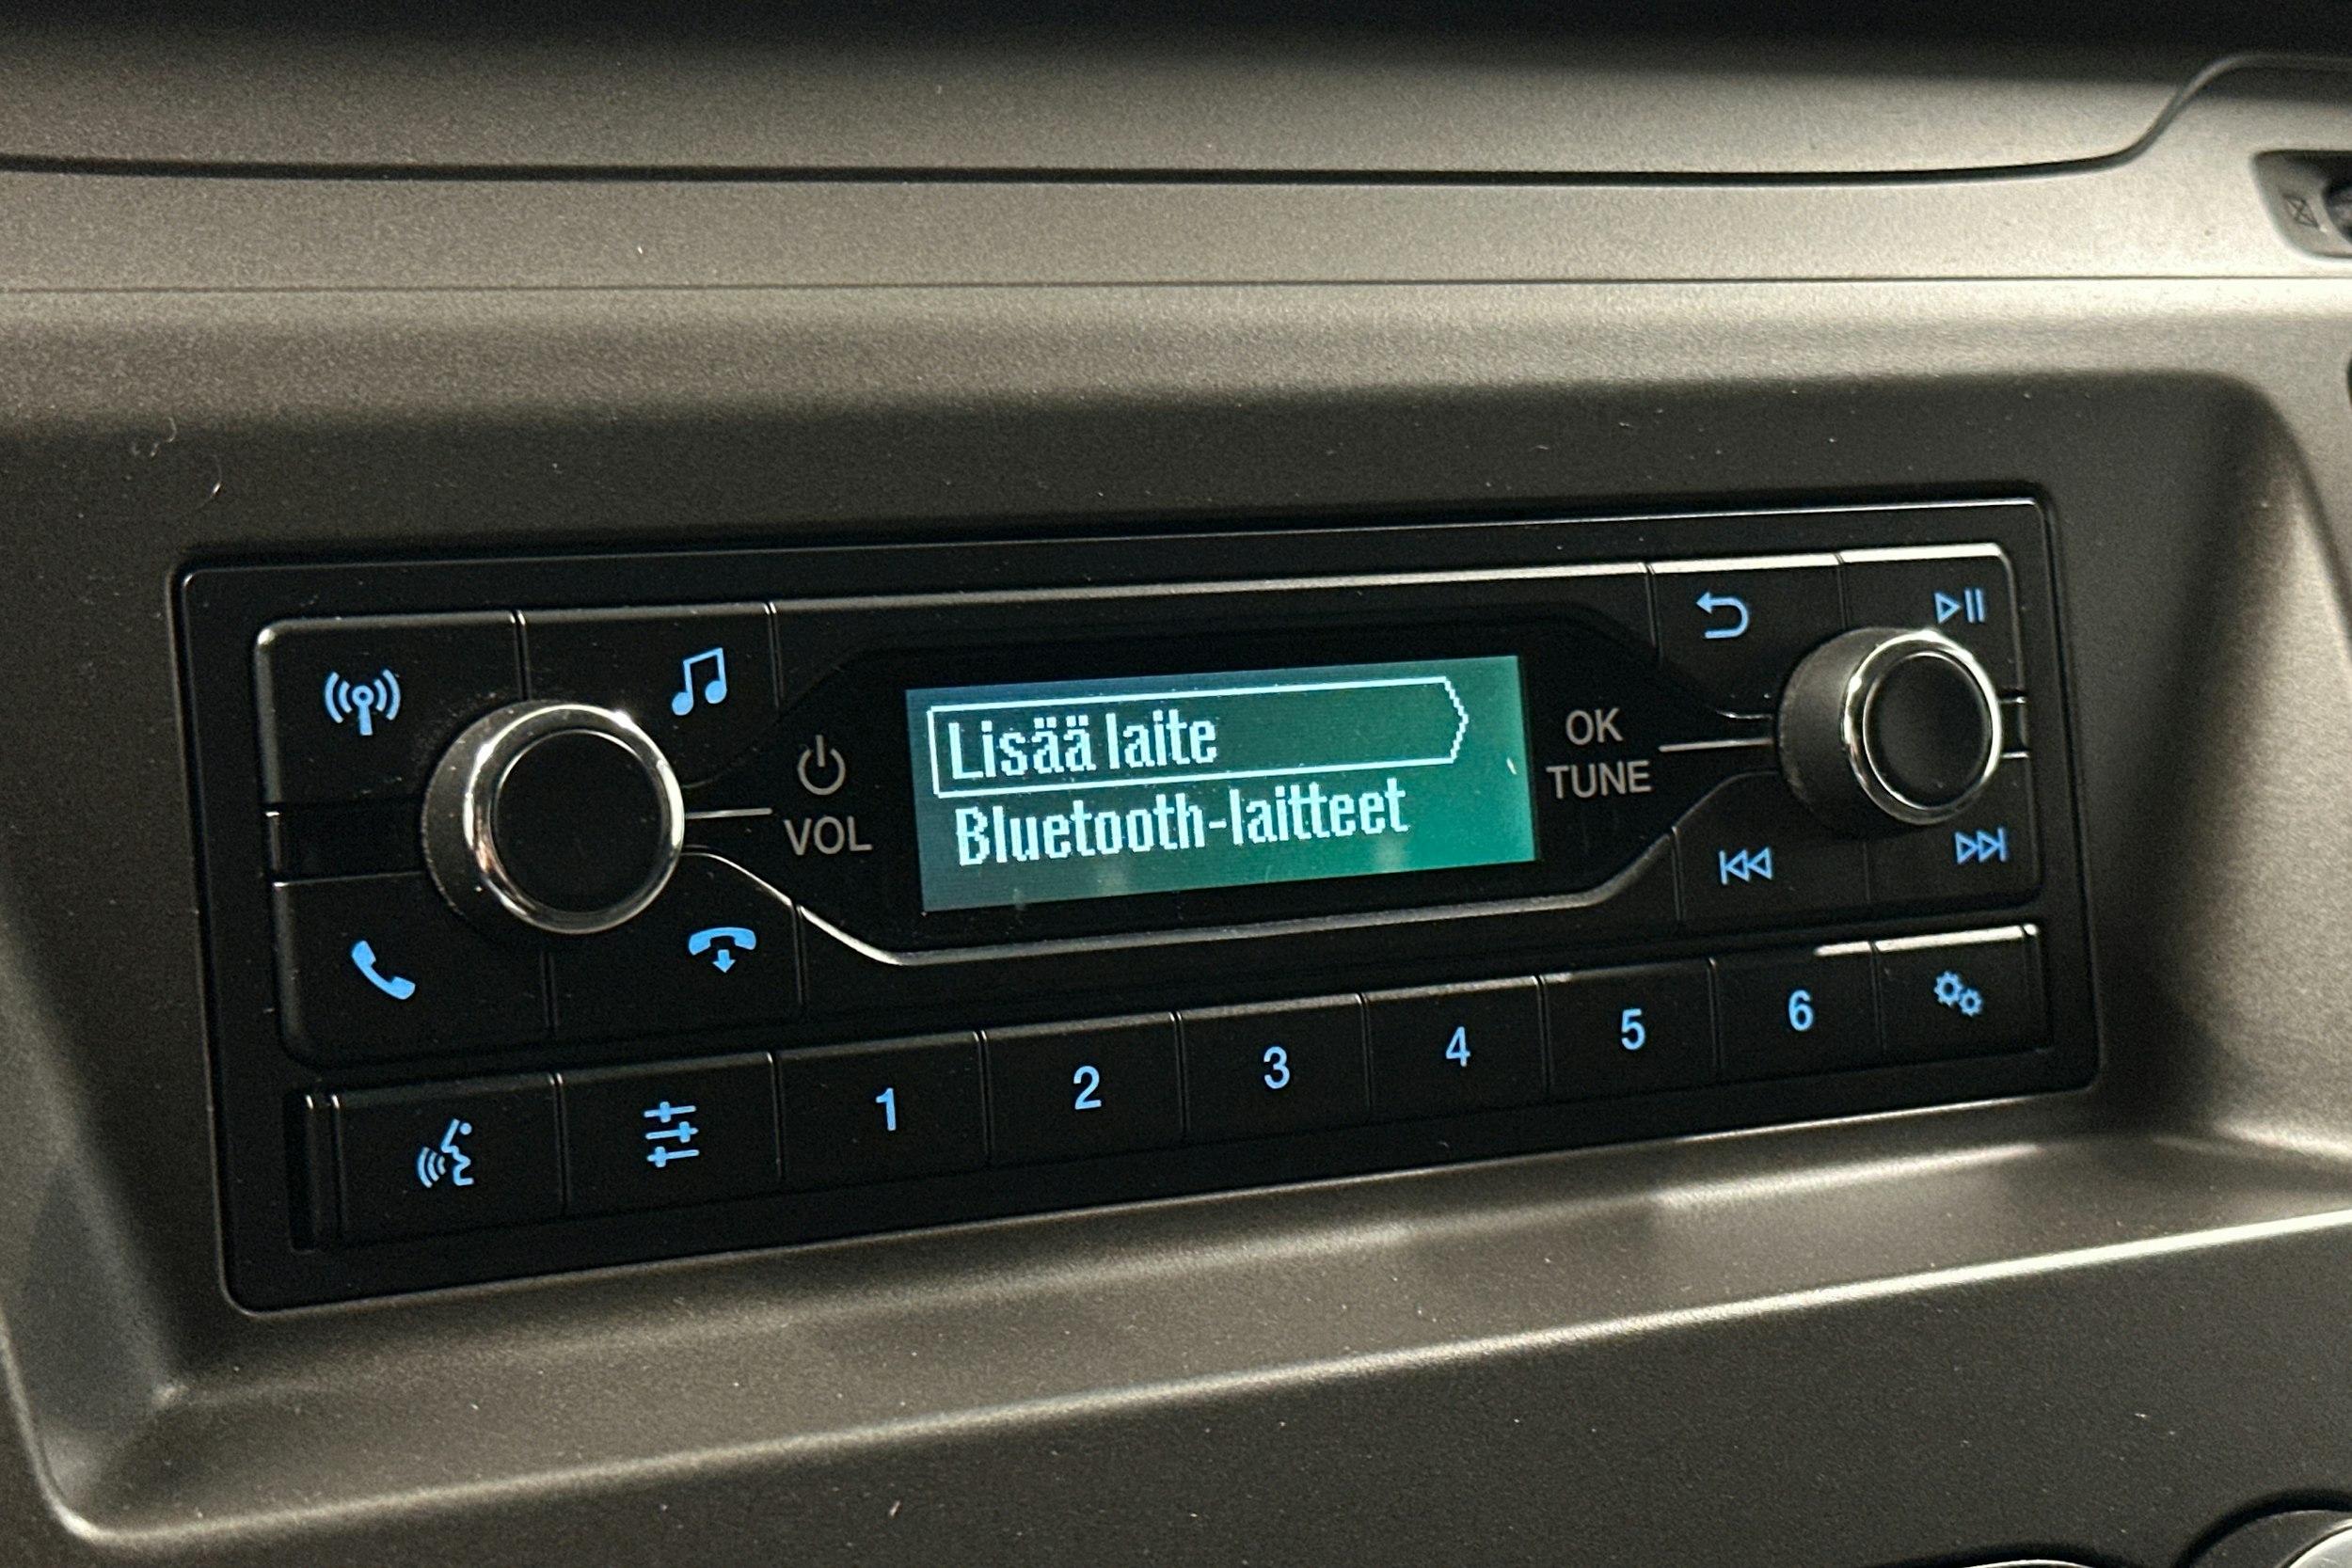 Lisää laite
Bluetooth-laitteet
VOL
OK
TUNE
1 2 3 4 5 6